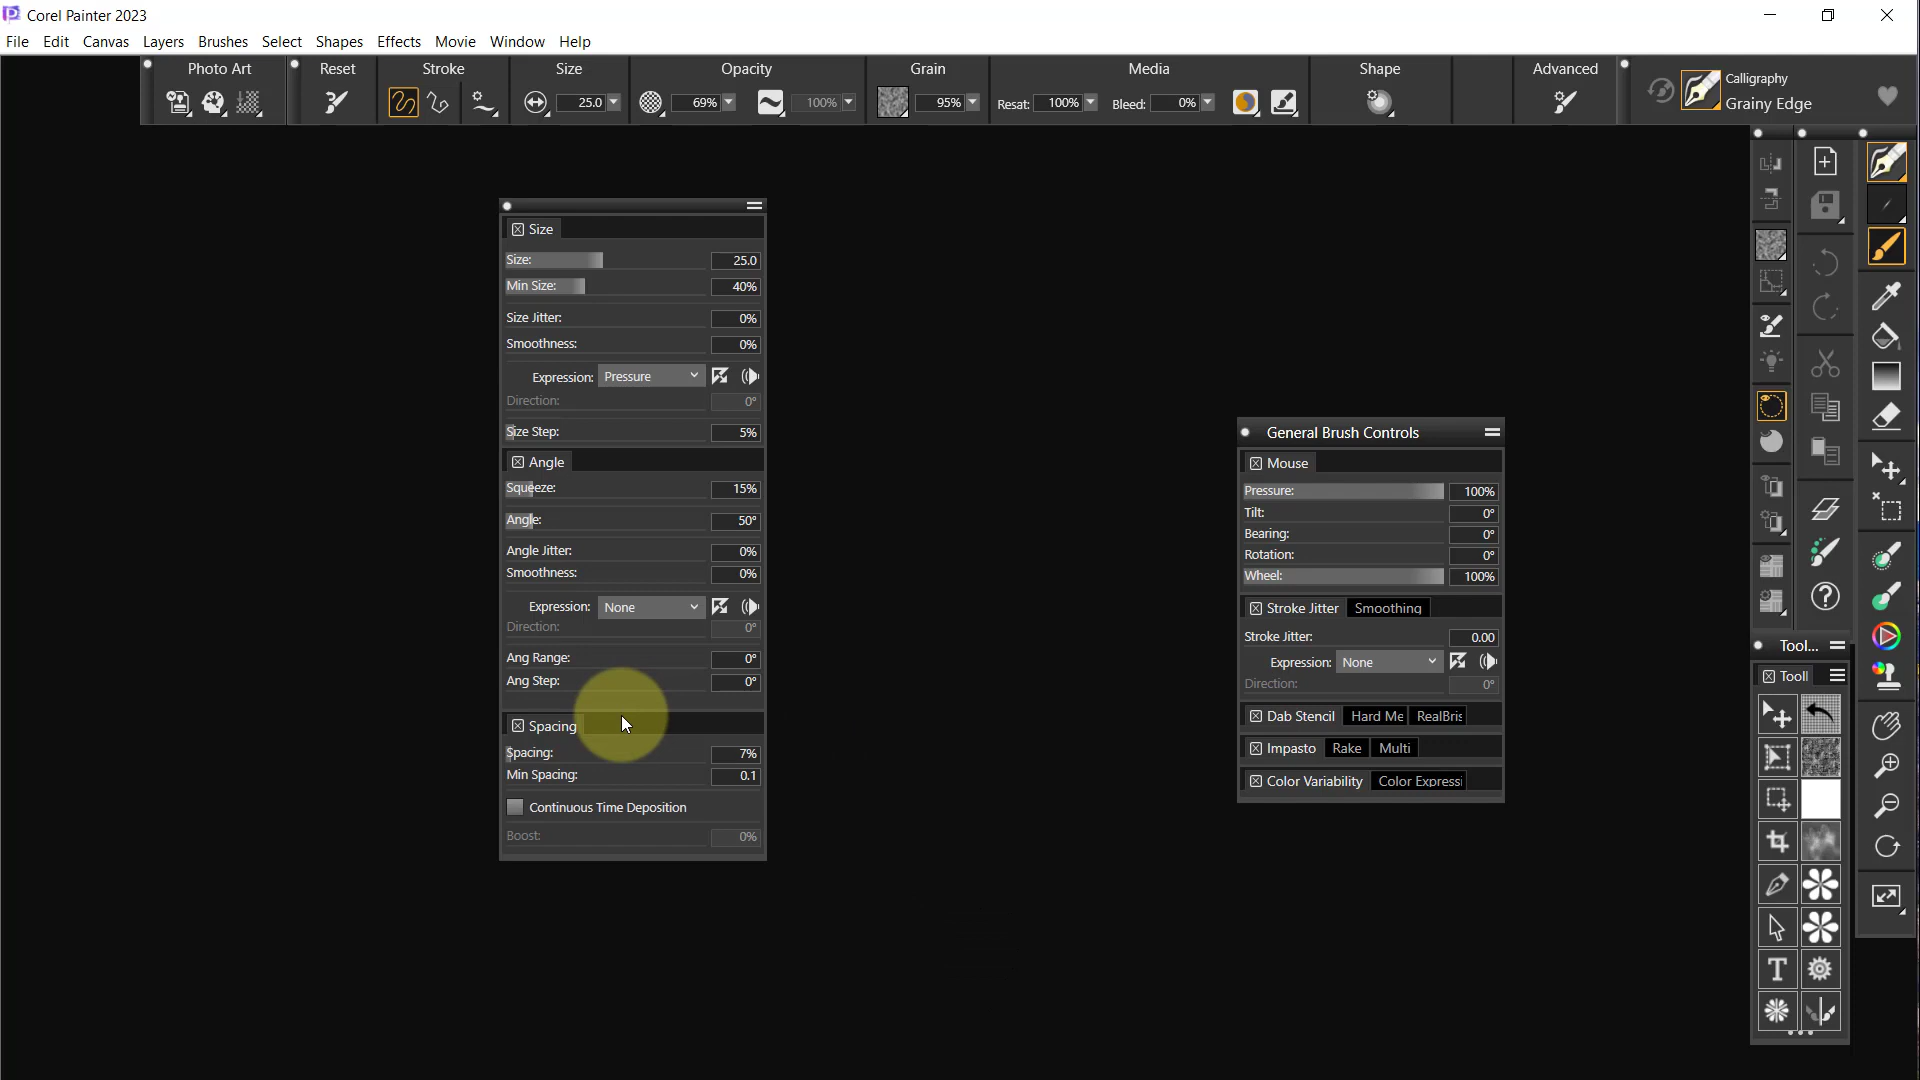 Corel Painter 2023
File Edit Canvas Layers Brushes Select Shapes Effects Movie Window Help
Photo Art Reset Stroke Size Opacity Grain Media Shape Advanced
25.0 69% 100% 95% Resat: 100% Bleed: 0%
Calligraphy
Grainy Edge
Size
Size: 25.0
Min Size: 40%
Size Jitter: 0%
Smoothness: 0%
Expression: Pressure
Direction: 0°
Size Step: 5%
Angle
Squeeze: 15%
Angle: 50°
Angle Jitter: 0%
Smoothness: 0%
Expression: None
Direction: 0°
Ang Range: 0°
Ang Step: 0°
Spacing
Spacing: 7%
Min Spacing: 0.1
Continuous Time Deposition
Boost: 0%
General Brush Controls
Mouse
Pressure: 100%
Tilt: 0°
Bearing: 0°
Rotation: 0°
Wheel: 100%
Stroke Jitter Smoothing
Stroke Jitter: 0.00
Expression: None
Direction: 0°
Dab Stencil Hard Me RealBris
Impasto Rake Multi
Color Variability Color Expressi
Tool...
Tooll
T